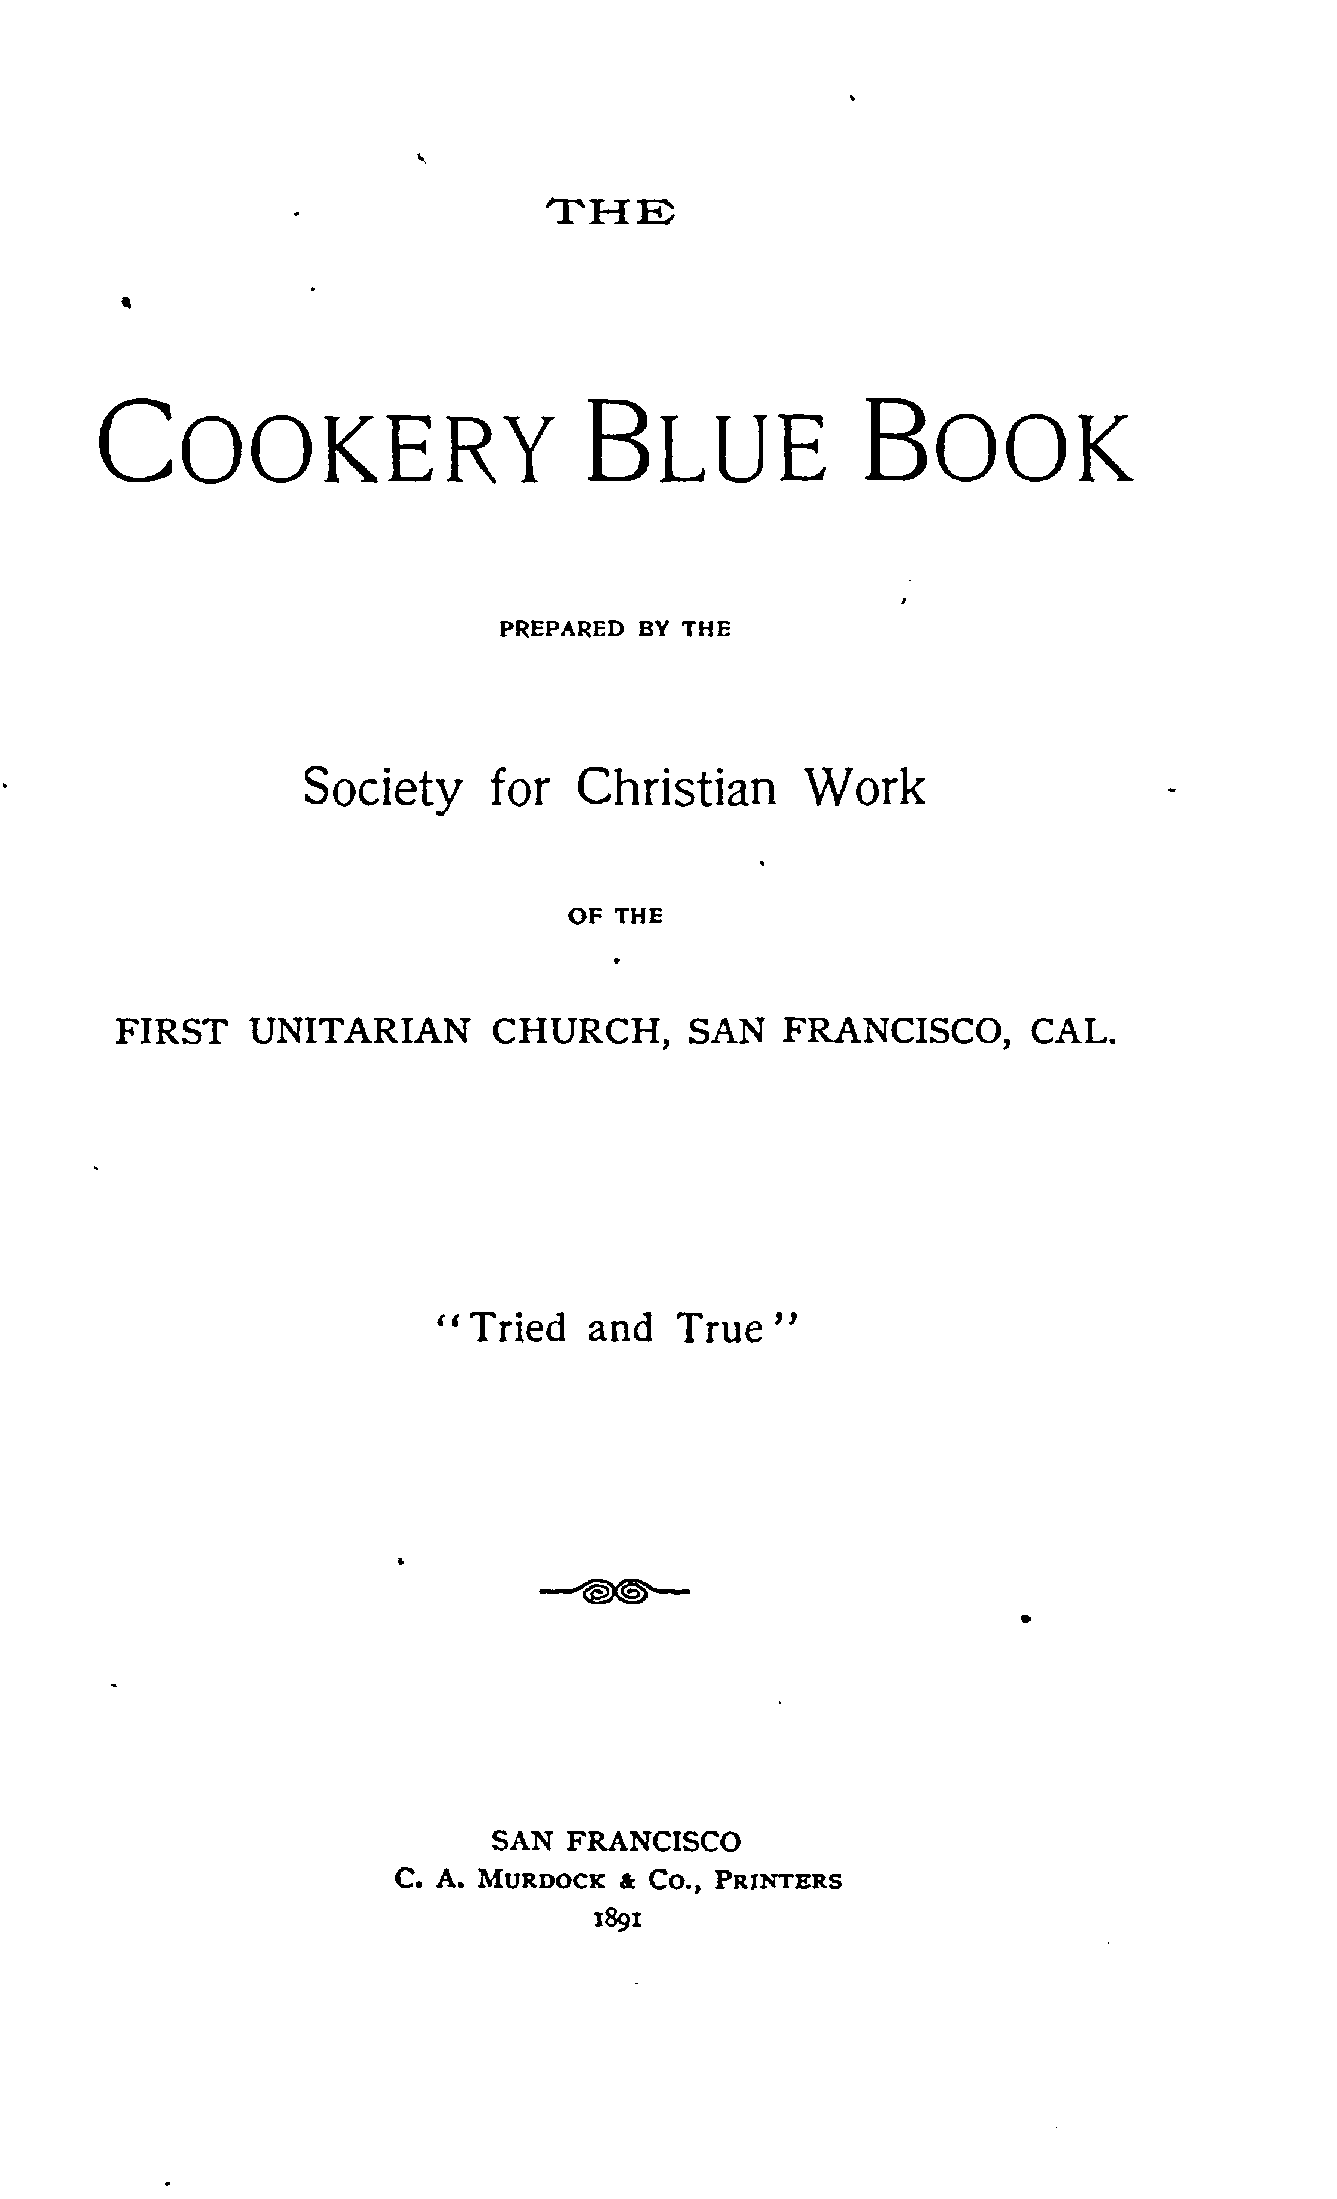 THE
COOKERY BLUE BOOK
PREPARED BY THE
Society for Christian Work
OF THE
FIRST UNITARIAN CHURCH, SAN FRANCISCO, CAL.
“Tried and True”
SAN FRANCISCO
C. A. MURDOCK & CO., PRINTERS
1891